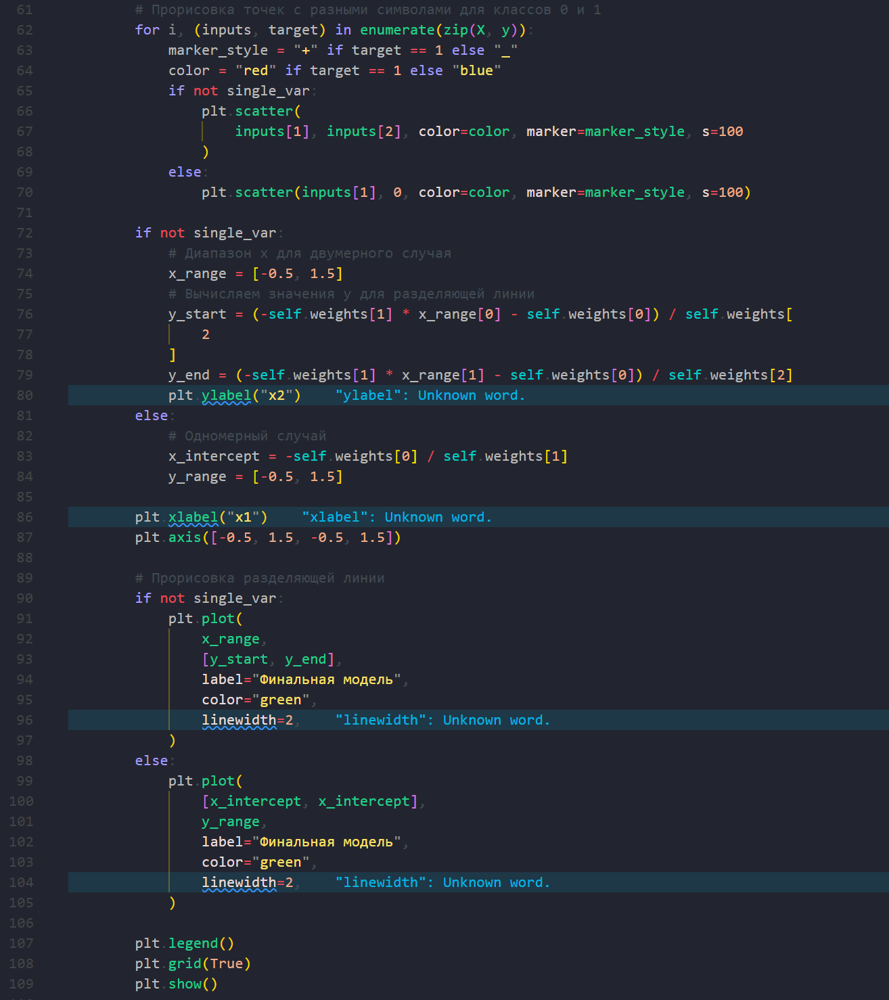 61 # Прорисовка точек с разными символами для классов 0 и 1
62 for i, (inputs, target) in enumerate(zip(X, y)):
63 marker_style = "+" if target == 1 else "_"
64 color = "red" if target == 1 else "blue"
65 if not single_var:
66 plt.scatter(
67 inputs[1], inputs[2], color=color, marker=marker_style, s=100
68 )
69 else:
70 plt.scatter(inputs[1], 0, color=color, marker=marker_style, s=100)
71
72 if not single_var:
73 # Диапазон x для двумерного случая
74 x_range = [-0.5, 1.5]
75 # Вычисляем значения y для разделяющей линии
76 y_start = (-self.weights[1] * x_range[0] - self.weights[0]) / self.weights[
77 2
78 ]
79 y_end = (-self.weights[1] * x_range[1] - self.weights[0]) / self.weights[2]
80 plt.ylabel("x2") "ylabel": Unknown word.
81 else:
82 # Одномерный случай
83 x_intercept = -self.weights[0] / self.weights[1]
84 y_range = [-0.5, 1.5]
85
86 plt.xlabel("x1") "xlabel": Unknown word.
87 plt.axis([-0.5, 1.5, -0.5, 1.5])
88
89 # Прорисовка разделяющей линии
90 if not single_var:
91 plt.plot(
92 x_range,
93 [y_start, y_end],
94 label="Финальная модель",
95 color="green",
96 linewidth=2, "linewidth": Unknown word.
97 )
98 else:
99 plt.plot(
100 [x_intercept, x_intercept],
101 y_range,
102 label="Финальная модель",
103 color="green",
104 linewidth=2, "linewidth": Unknown word.
105 )
106
107 plt.legend()
108 plt.grid(True)
109 plt.show()